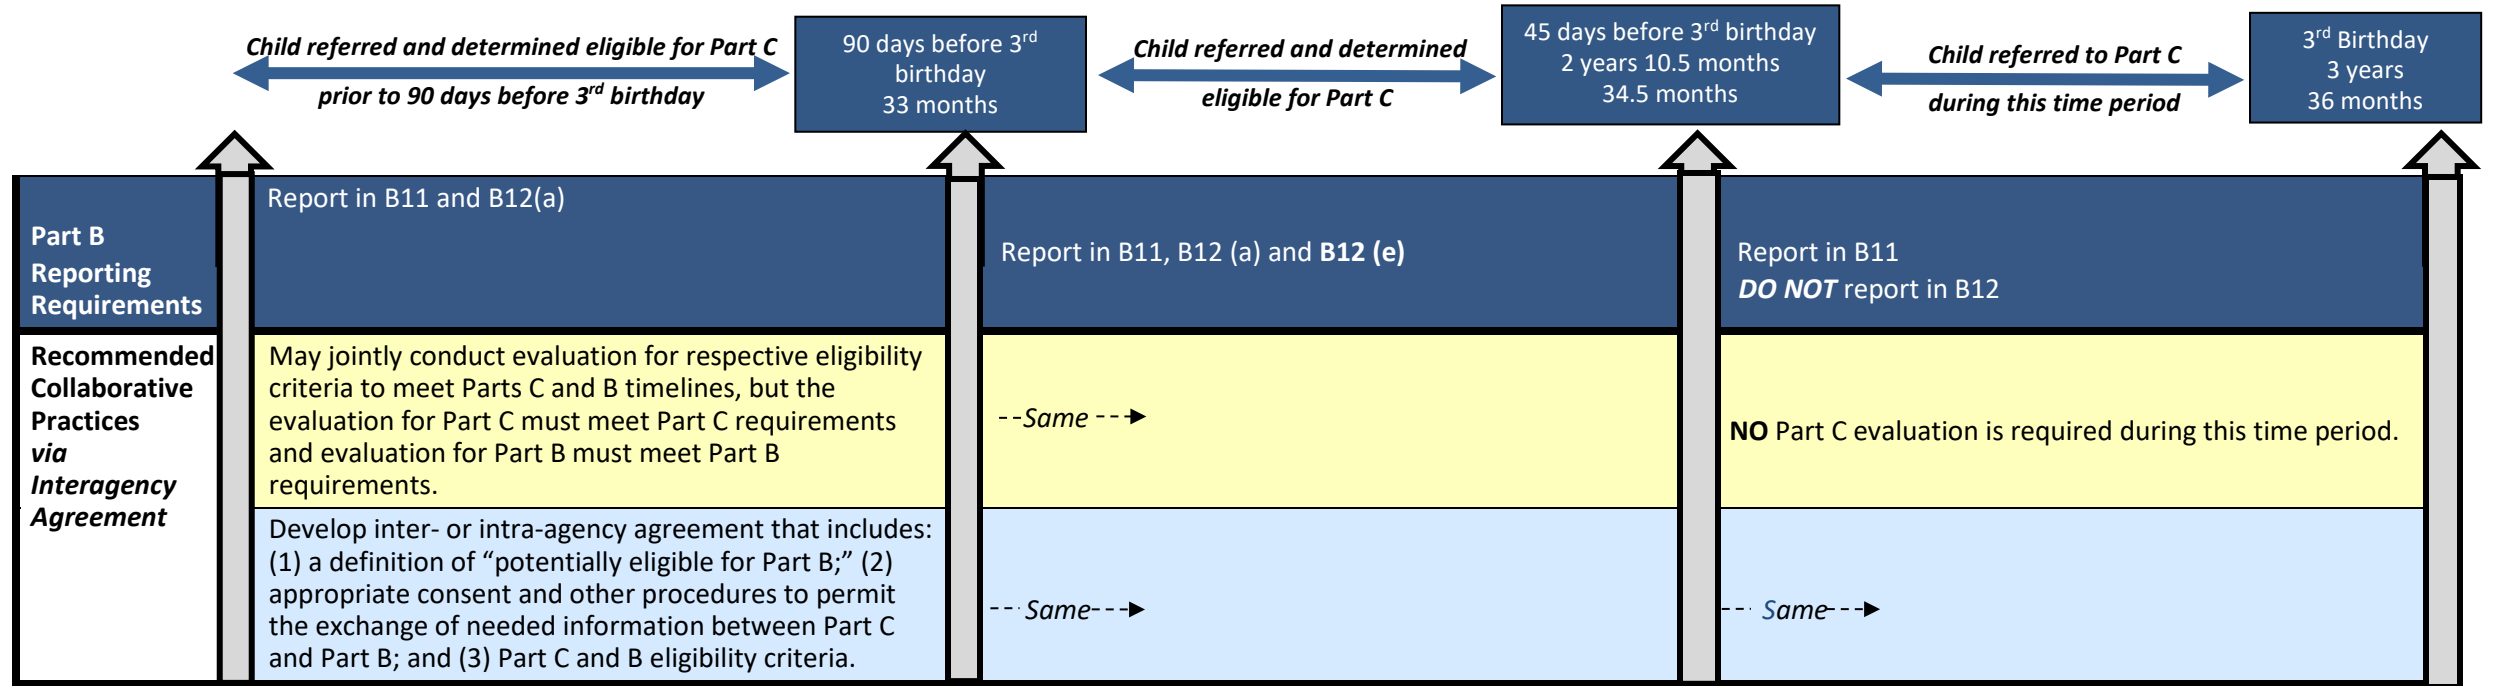 Child referred and determined eligible for Part C
prior to 90 days before 3rd birthday
90 days before 3rd
birthday
33 months
Child referred and determined
eligible for Part C
45 days before 3rd birthday
2 years 10.5 months
34.5 months
Child referred to Part C
during this time period
3rd Birthday
3 years
36 months
Part B
Reporting
Requirements
Report in B11 and B12(a)
Report in B11, B12 (a) and B12 (e)
Report in B11
DO NOT report in B12
Recommended
Collaborative
Practices
via
Interagency
Agreement
May jointly conduct evaluation for respective eligibility
criteria to meet Parts C and B timelines, but the
evaluation for Part C must meet Part C requirements
and evaluation for Part B must meet Part B
requirements.
Same
NO Part C evaluation is required during this time period.
Develop inter- or intra-agency agreement that includes:
(1) a definition of “potentially eligible for Part B;” (2)
appropriate consent and other procedures to permit
the exchange of needed information between Part C
and Part B; and (3) Part C and B eligibility criteria.
Same
Same